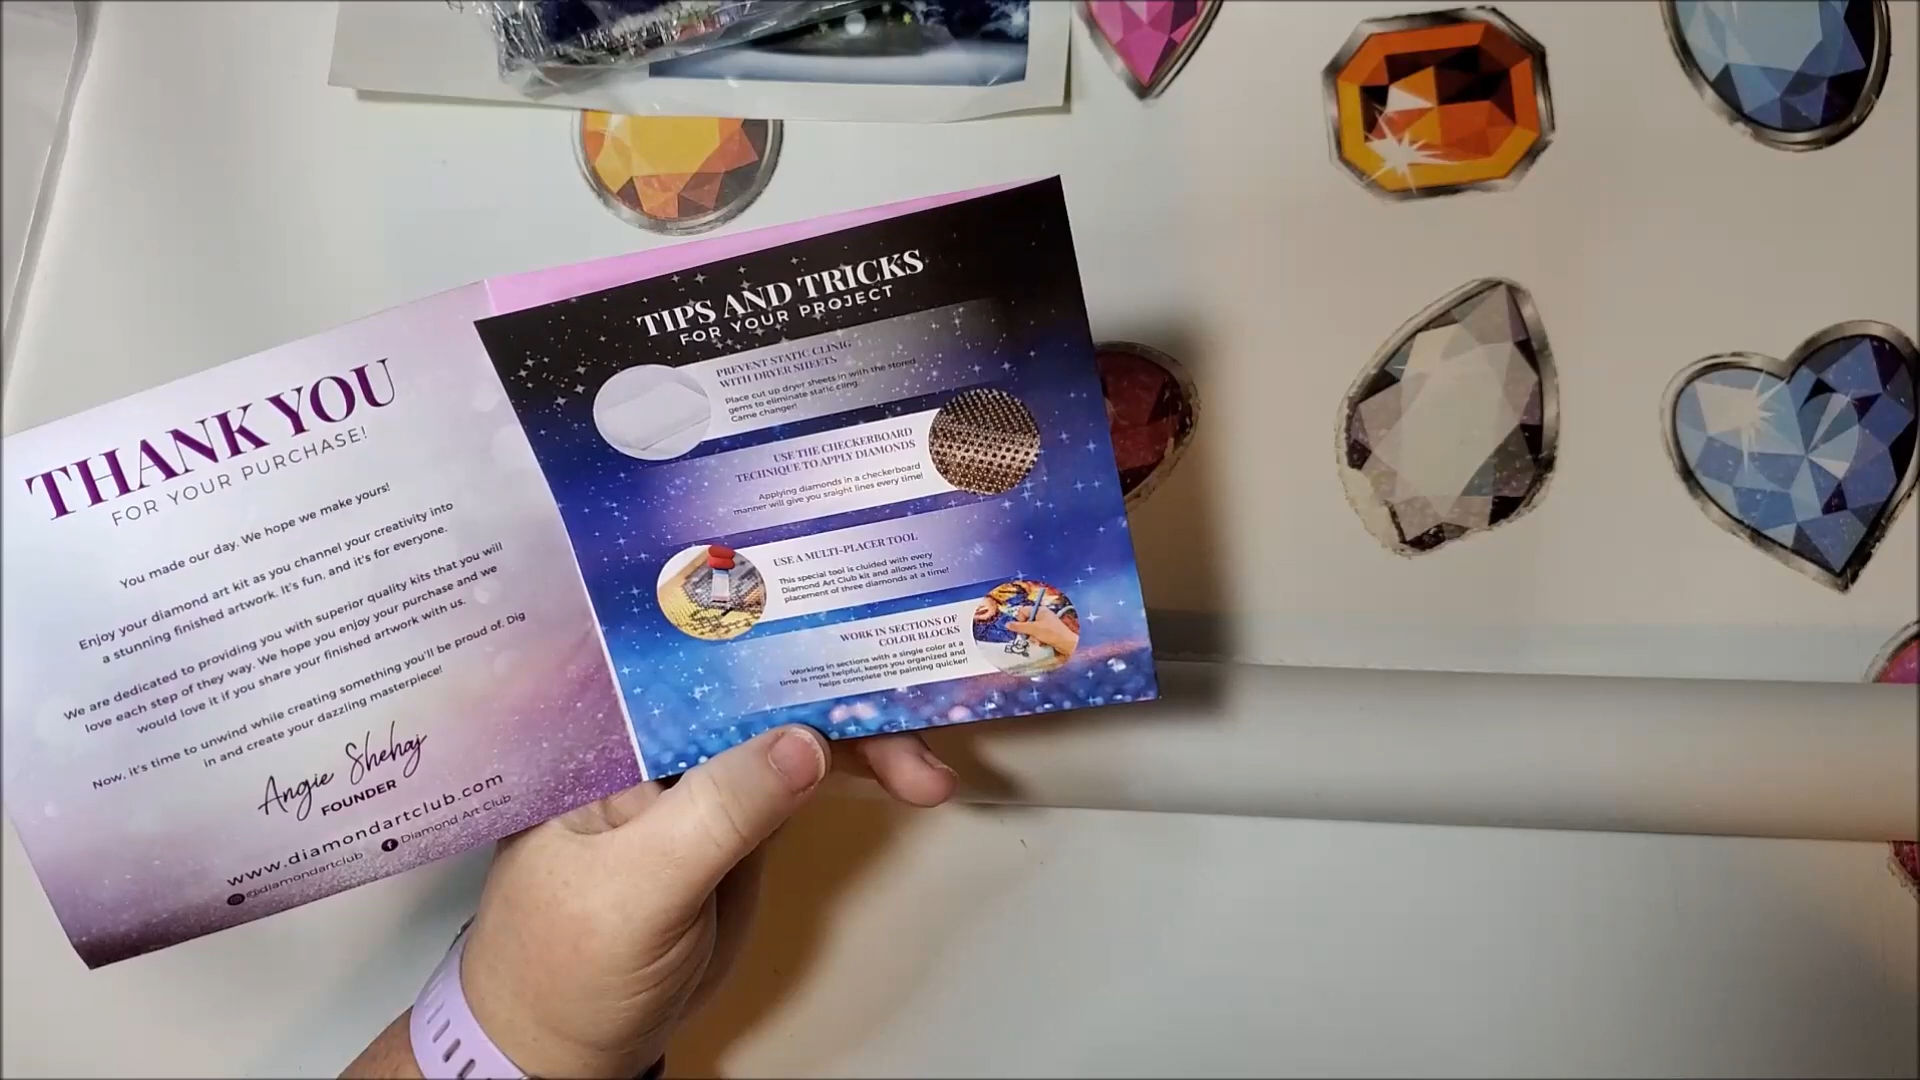 THANK YOU
FOR YOUR PURCHASE!
You made our day. We hope we make yours!
Enjoy your diamond art kit as you channel your creativity into
a stunning finished artwork. It's fun, and it's for everyone.
We are dedicated to providing you with superior quality kits that you will
love each step of they way. We hope you enjoy your purchase and we
would love it if you share your finished artwork with us.
Now, it's time to unwind while creating something you'll be proud of. Dig
in and create your dazzling masterpiece!
Angie Shehaj
FOUNDER
www.diamondartclub.com
@diamondartclub
Diamond Art Club
TIPS AND TRICKS
FOR YOUR PROJECT
PREVENT STATIC CLINIG
WITH DRYER SHEETS
Place cut up dryer sheets in with the stored
gems to eliminate static cling.
Game changer!
USE THE CHECKERBOARD
TECHNIQUE TO APPLY DIAMONDS
Applying diamonds in a checkerboard
manner will give you sraight lines every time!
USE A MULTI-PLACER TOOL
This special tool is cluided with every
Diamond Art Club kit and allows the
placement of three diamonds at a time!
WORK IN SECTIONS OF
COLOR BLOCKS
Working in sections with a single color at a
time is most helpful, keeps you organized and
helps complete the painting quicker!